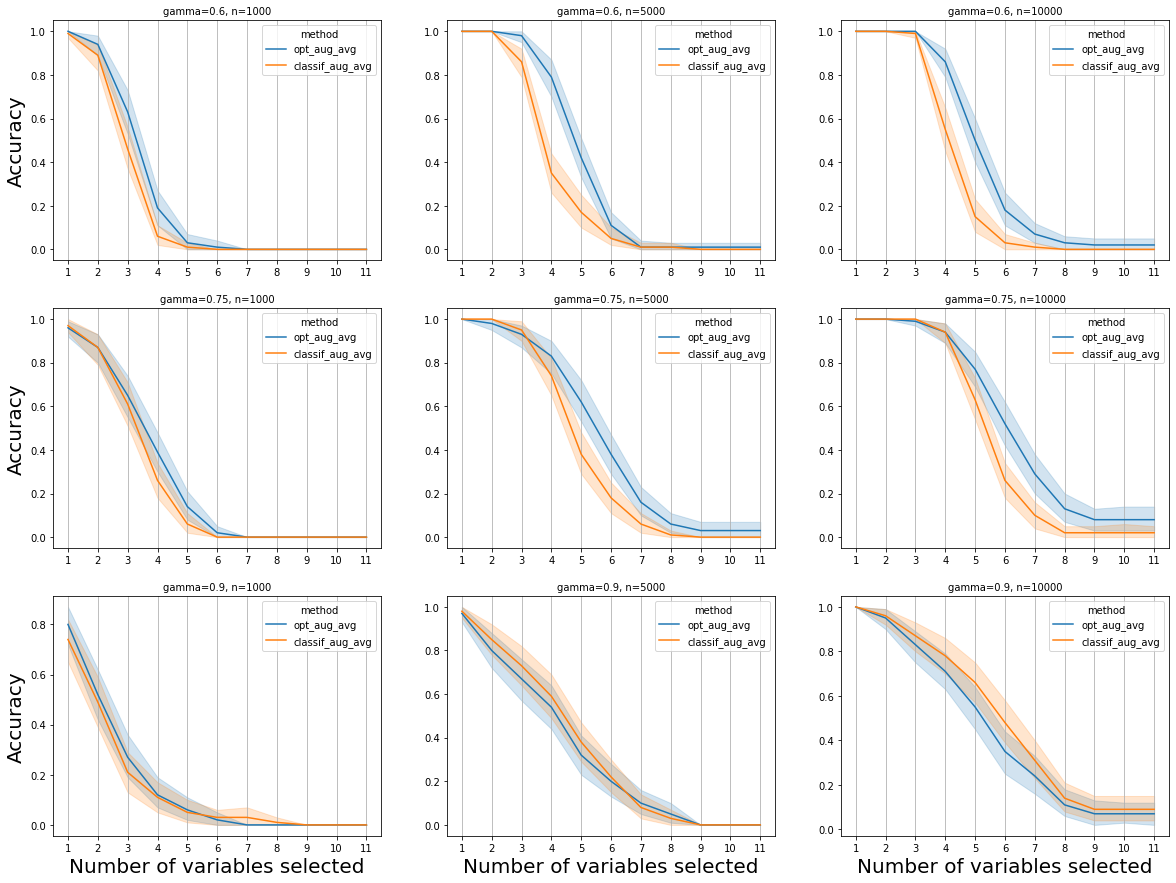 gamma=0.6, n=1000
gamma=0.6, n=5000
gamma=0.6, n=10000
Accuracy
1.0
0.8
0.6
0.4
0.2
0.0
method
opt_aug_avg
classif_aug_avg
1 2 3 4 5 6 7 8 9 10 11
1.0
0.8
0.6
0.4
0.2
0.0
method
opt_aug_avg
classif_aug_avg
1 2 3 4 5 6 7 8 9 10 11
1.0
0.8
0.6
0.4
0.2
0.0
method
opt_aug_avg
classif_aug_avg
1 2 3 4 5 6 7 8 9 10 11
gamma=0.75, n=1000
gamma=0.75, n=5000
gamma=0.75, n=10000
Accuracy
1.0
0.8
0.6
0.4
0.2
0.0
method
opt_aug_avg
classif_aug_avg
1 2 3 4 5 6 7 8 9 10 11
1.0
0.8
0.6
0.4
0.2
0.0
method
opt_aug_avg
classif_aug_avg
1 2 3 4 5 6 7 8 9 10 11
1.0
0.8
0.6
0.4
0.2
0.0
method
opt_aug_avg
classif_aug_avg
1 2 3 4 5 6 7 8 9 10 11
gamma=0.9, n=1000
gamma=0.9, n=5000
gamma=0.9, n=10000
Accuracy
0.8
0.6
0.4
0.2
0.0
method
opt_aug_avg
classif_aug_avg
1 2 3 4 5 6 7 8 9 10 11
Number of variables selected
1.0
0.8
0.6
0.4
0.2
0.0
method
opt_aug_avg
classif_aug_avg
1 2 3 4 5 6 7 8 9 10 11
Number of variables selected
1.0
0.8
0.6
0.4
0.2
0.0
method
opt_aug_avg
classif_aug_avg
1 2 3 4 5 6 7 8 9 10 11
Number of variables selected